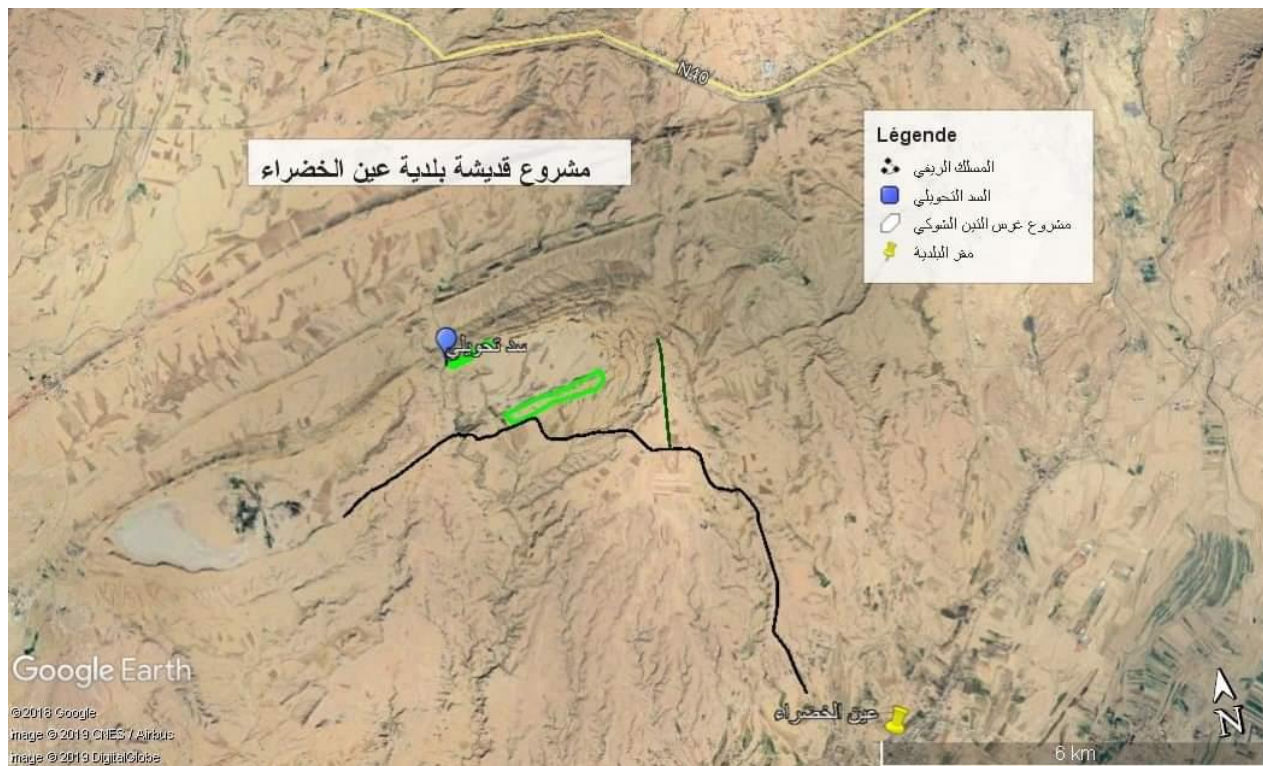 N40
مشروع قديشة بلدية عين الخضراء
Légende
المسلك الريفي
السد التحويلي
مشروع غرس التين الشوكي
مقر البلدية
سد تحويلي
عين الخضراء
Google Earth
©2018 Google
Image © 2019 CNES / Airbus
Image © 2019 DigitalGlobe
N
6 km